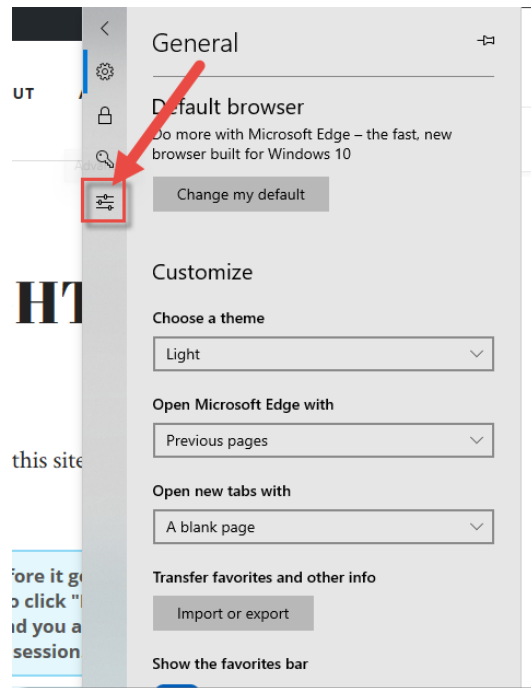 General
UT
Default browser
Do more with Microsoft Edge – the fast, new
browser built for Windows 10
Change my default
Customize
HT
Choose a theme
Light
Open Microsoft Edge with
Previous pages
this site
Open new tabs with
A blank page
fore it g
Transfer favorites and other info
o click "
Import or export
nd you a
session
Show the favorites bar